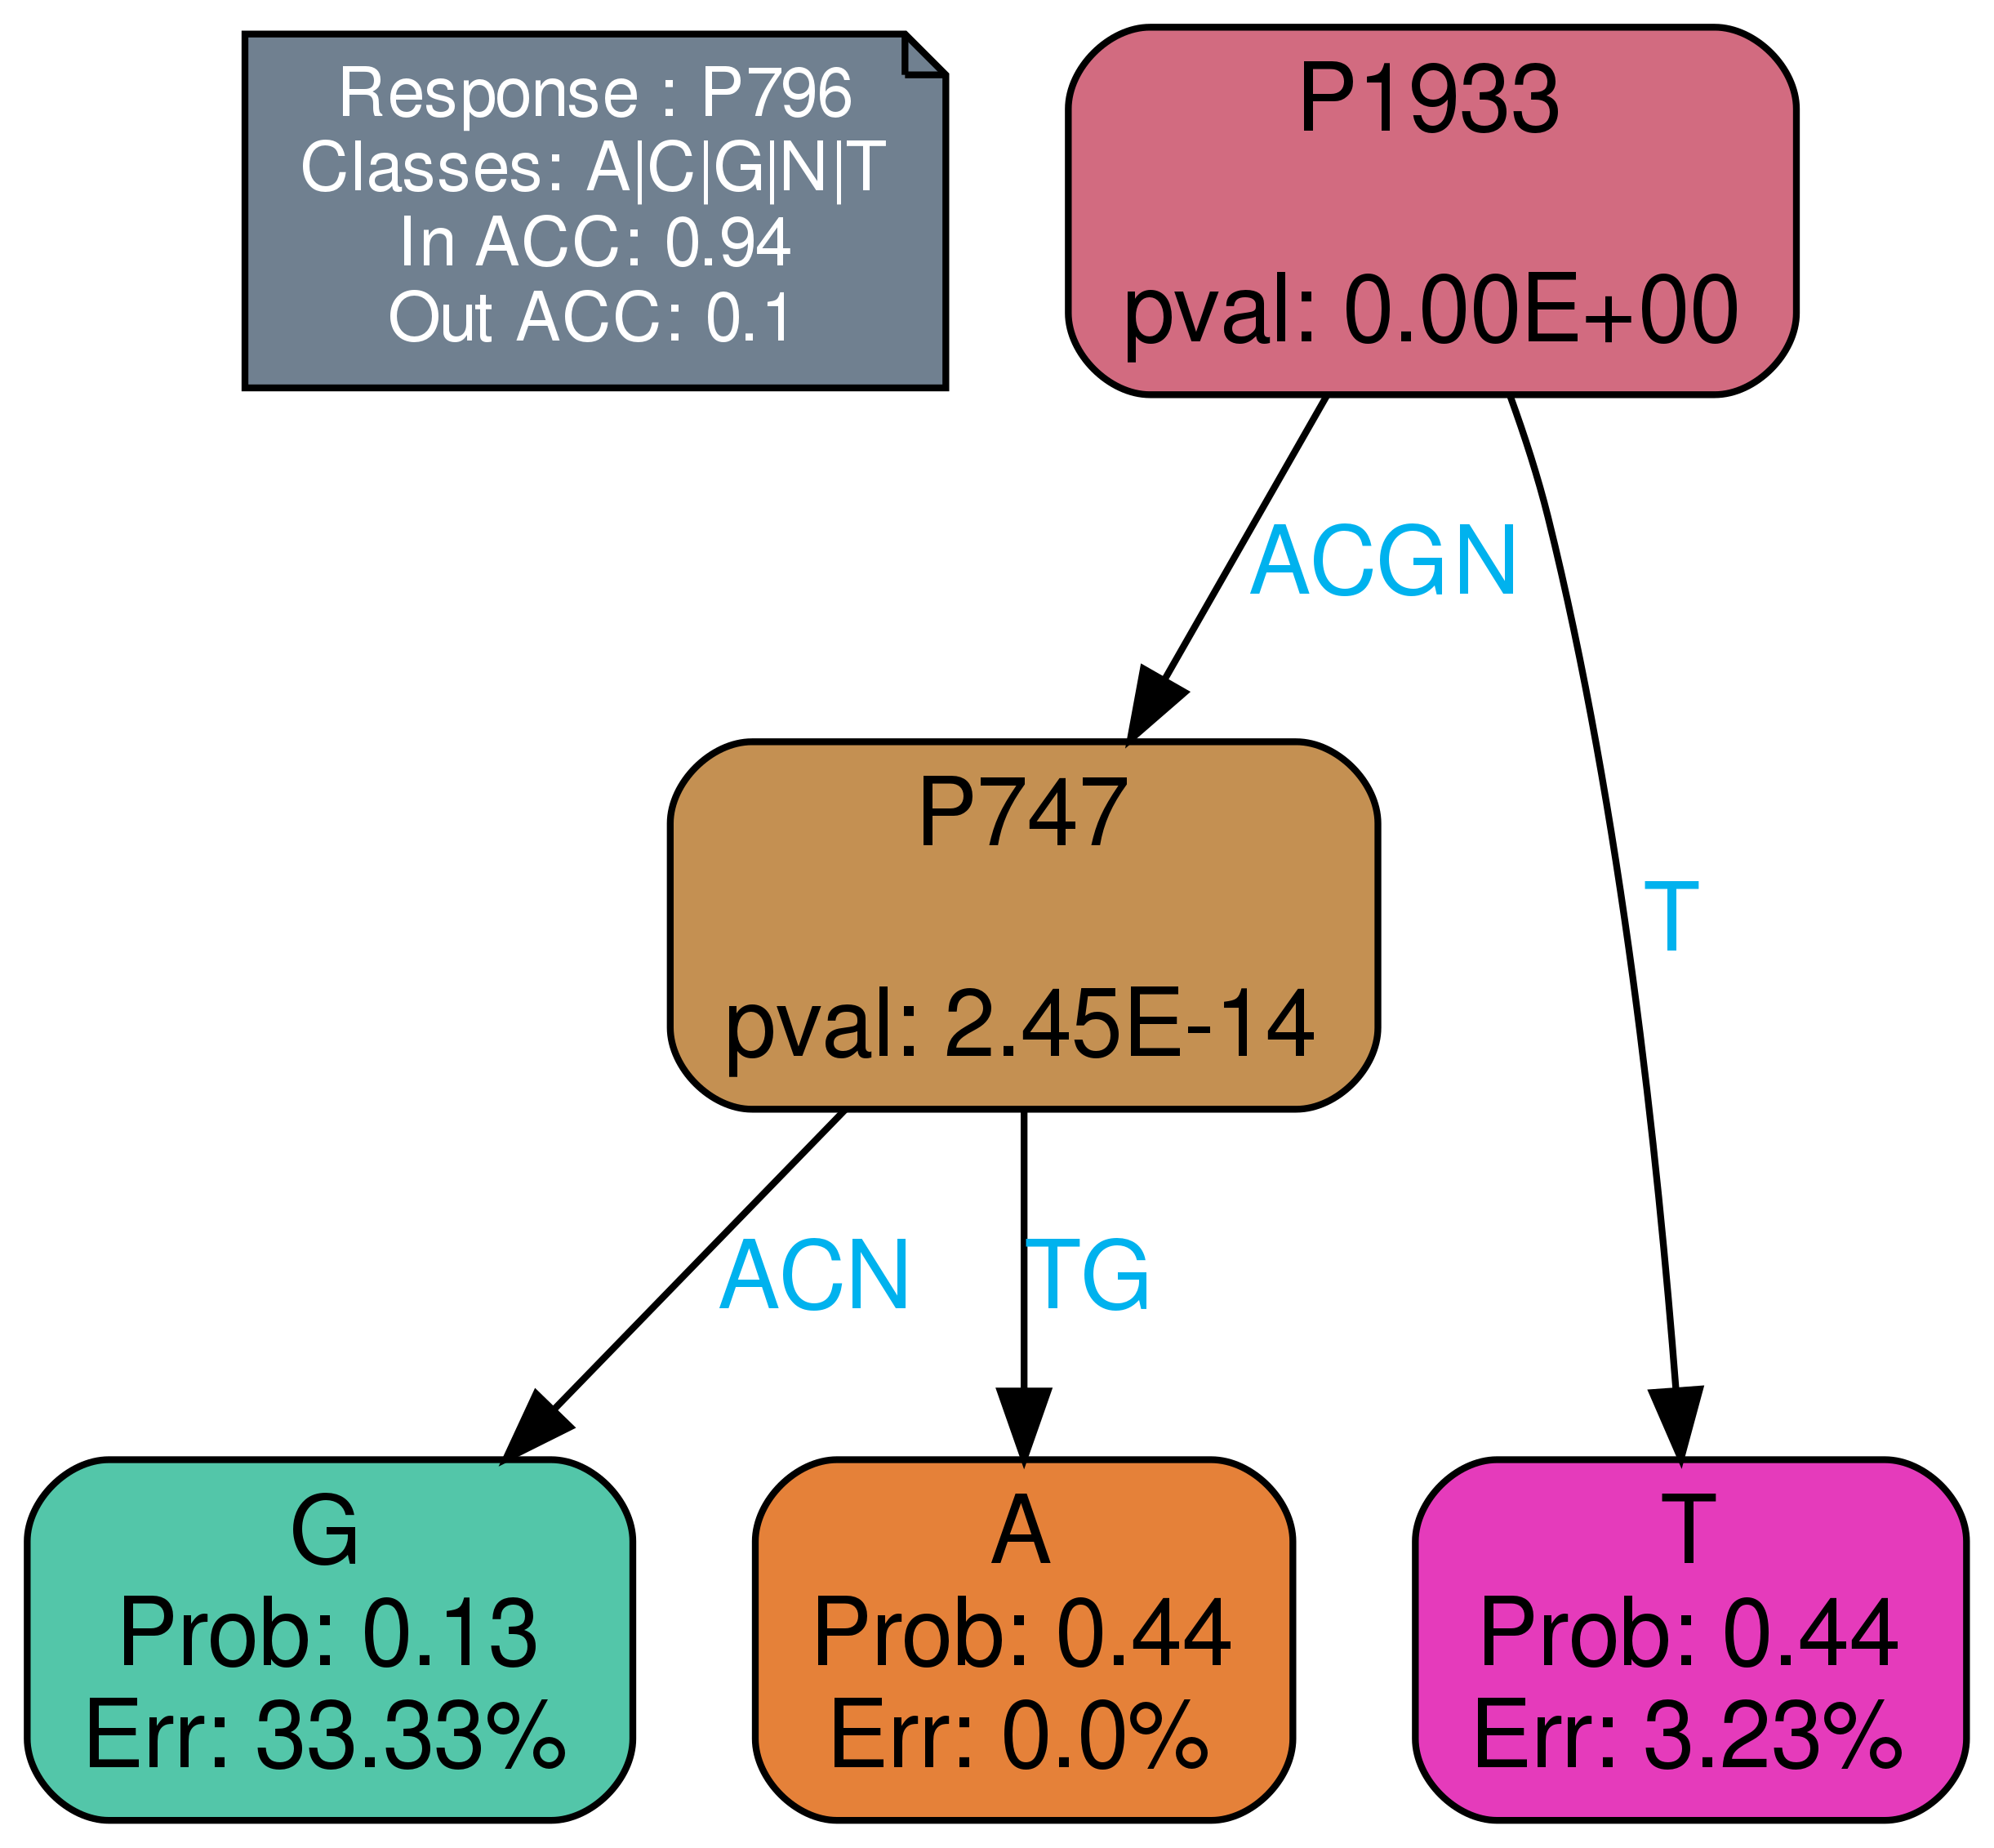 Response : P796
Classes: A|C|G|N|T
In ACC: 0.94
Out ACC: 0.1
P1933
pval: 0.00E+00
ACGN
P747
pval: 2.45E-14
T
ACN
TG
G
Prob: 0.13
Err: 33.33%
A
Prob: 0.44
Err: 0.0%
T
Prob: 0.44
Err: 3.23%